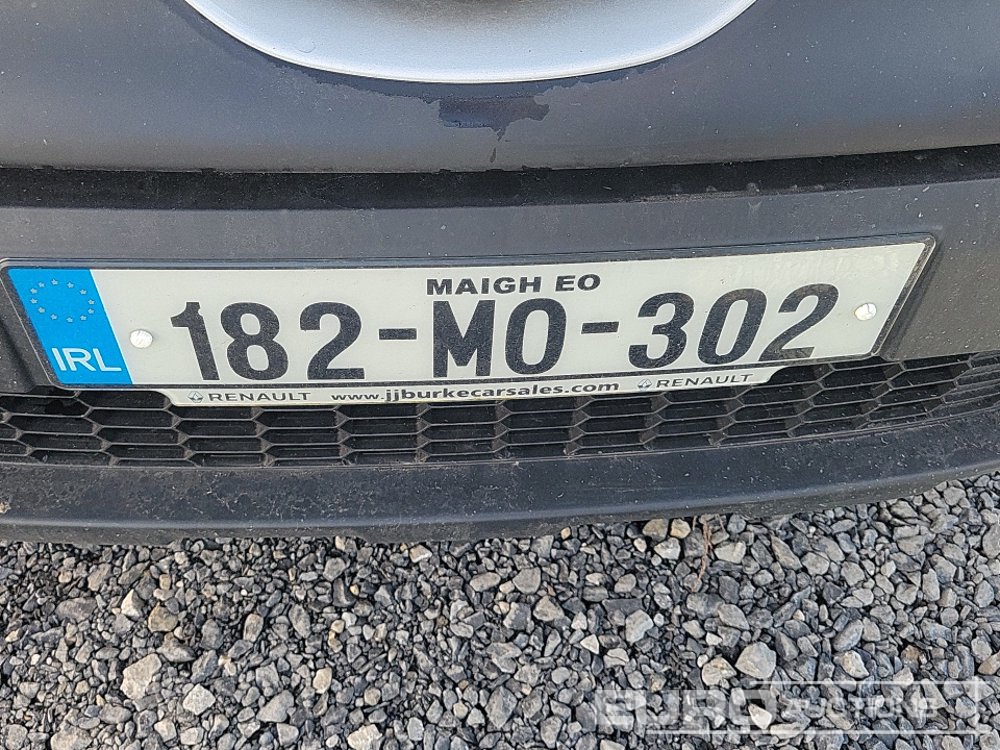 MAIGH EO
IRL 182-MO-302
RENAULT www.jjburkecarsales.com RENAULT
EURO AUCTIONS